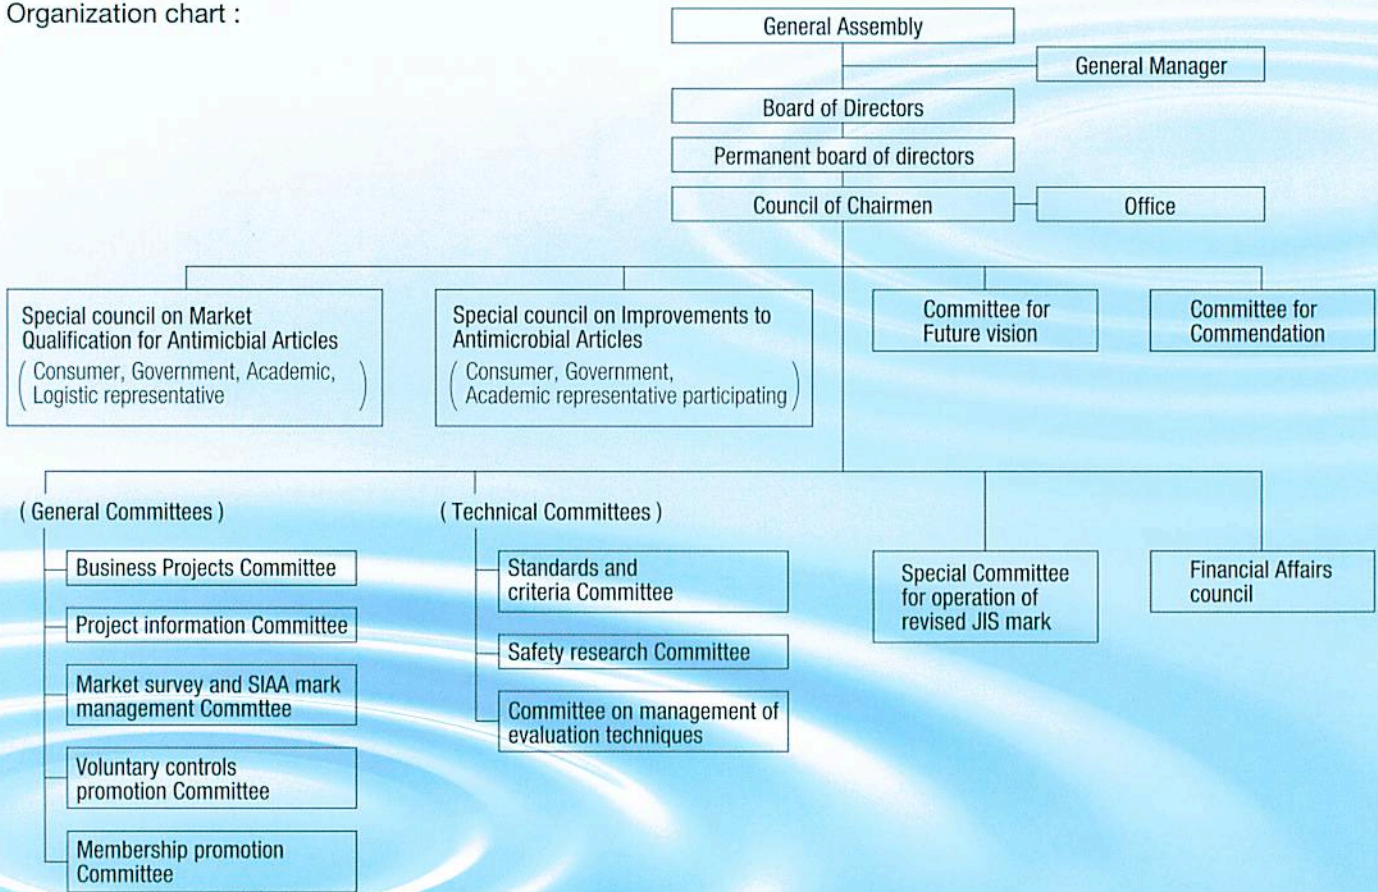 Organization chart :
General Assembly
General Manager
Board of Directors
Permanent board of directors
Council of Chairmen
Office
Special council on Market
Qualification for Antimicbial Articles
( Consumer, Government, Academic,
Logistic representative )
Special council on Improvements to
Antimicrobial Articles
( Consumer, Government,
Academic representative participating )
Committee for
Future vision
Committee for
Commendation
( General Committees )
Business Projects Committee
Project information Committee
Market survey and SIAA mark
management Commttee
Voluntary controls
promotion Committee
Membership promotion
Committee
( Technical Committees )
Standards and
criteria Committee
Safety research Committee
Committee on management of
evaluation techniques
Special Committee
for operation of
revised JIS mark
Financial Affairs
council